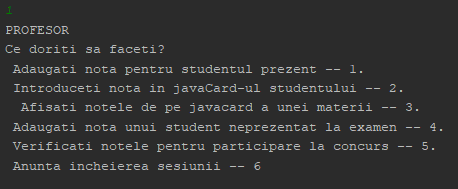 1
PROFESOR
Ce doriti sa faceti?
Adaugati nota pentru studentul prezent -- 1.
Introduceti nota in javaCard-ul studentului -- 2.
Afisati notele de pe javacard a unei materii -- 3.
Adaugati nota unui student neprezentat la examen -- 4.
Verificati notele pentru participare la concurs -- 5.
Anunta incheierea sesiunii -- 6